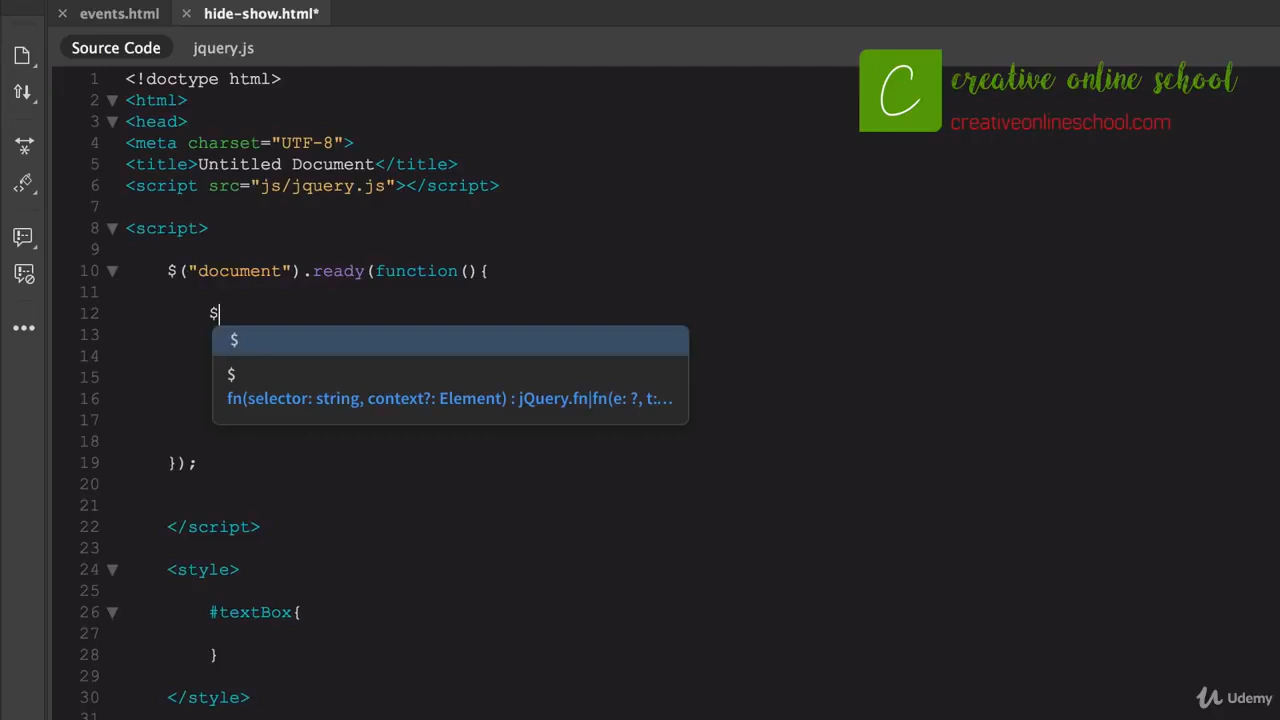 events.html
hide-show.html*
Source Code
jquery.js
creative online school
creativeonlineschool.com
C
1 <!doctype html>
2 <html>
3 <head>
4 <meta charset="UTF-8">
5 <title>Untitled Document</title>
6 <script src="js/jquery.js"></script>
7
8 <script>
9
10 $("document").ready(function(){
11
12 $
13 $
14 $
15 fn(selector: string, context?: Element) : jQuery.fn|fn(e: ?, t:...
16
17
18
19 });
20
21
22 </script>
23
24 <style>
25
26 #textBox{
27
28 }
29
30 </style>
31
Udemy